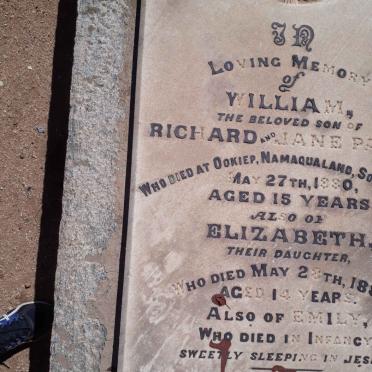 In
Loving Memory
of
WILLIAM,
THE BELOVED SON OF
RICHARD AND JANE
WHO DIED AT OOKIEP, NAMAQUALAND,
MAY 27TH, 1880,
AGED 15 YEARS
ALSO OF
ELIZABETH,
THEIR DAUGHTER,
WHO DIED MAY 28TH,
AGED 14 YEARS.
ALSO OF EMILY,
WHO DIED IN INFANCY
SWEETLY SLEEPING IN